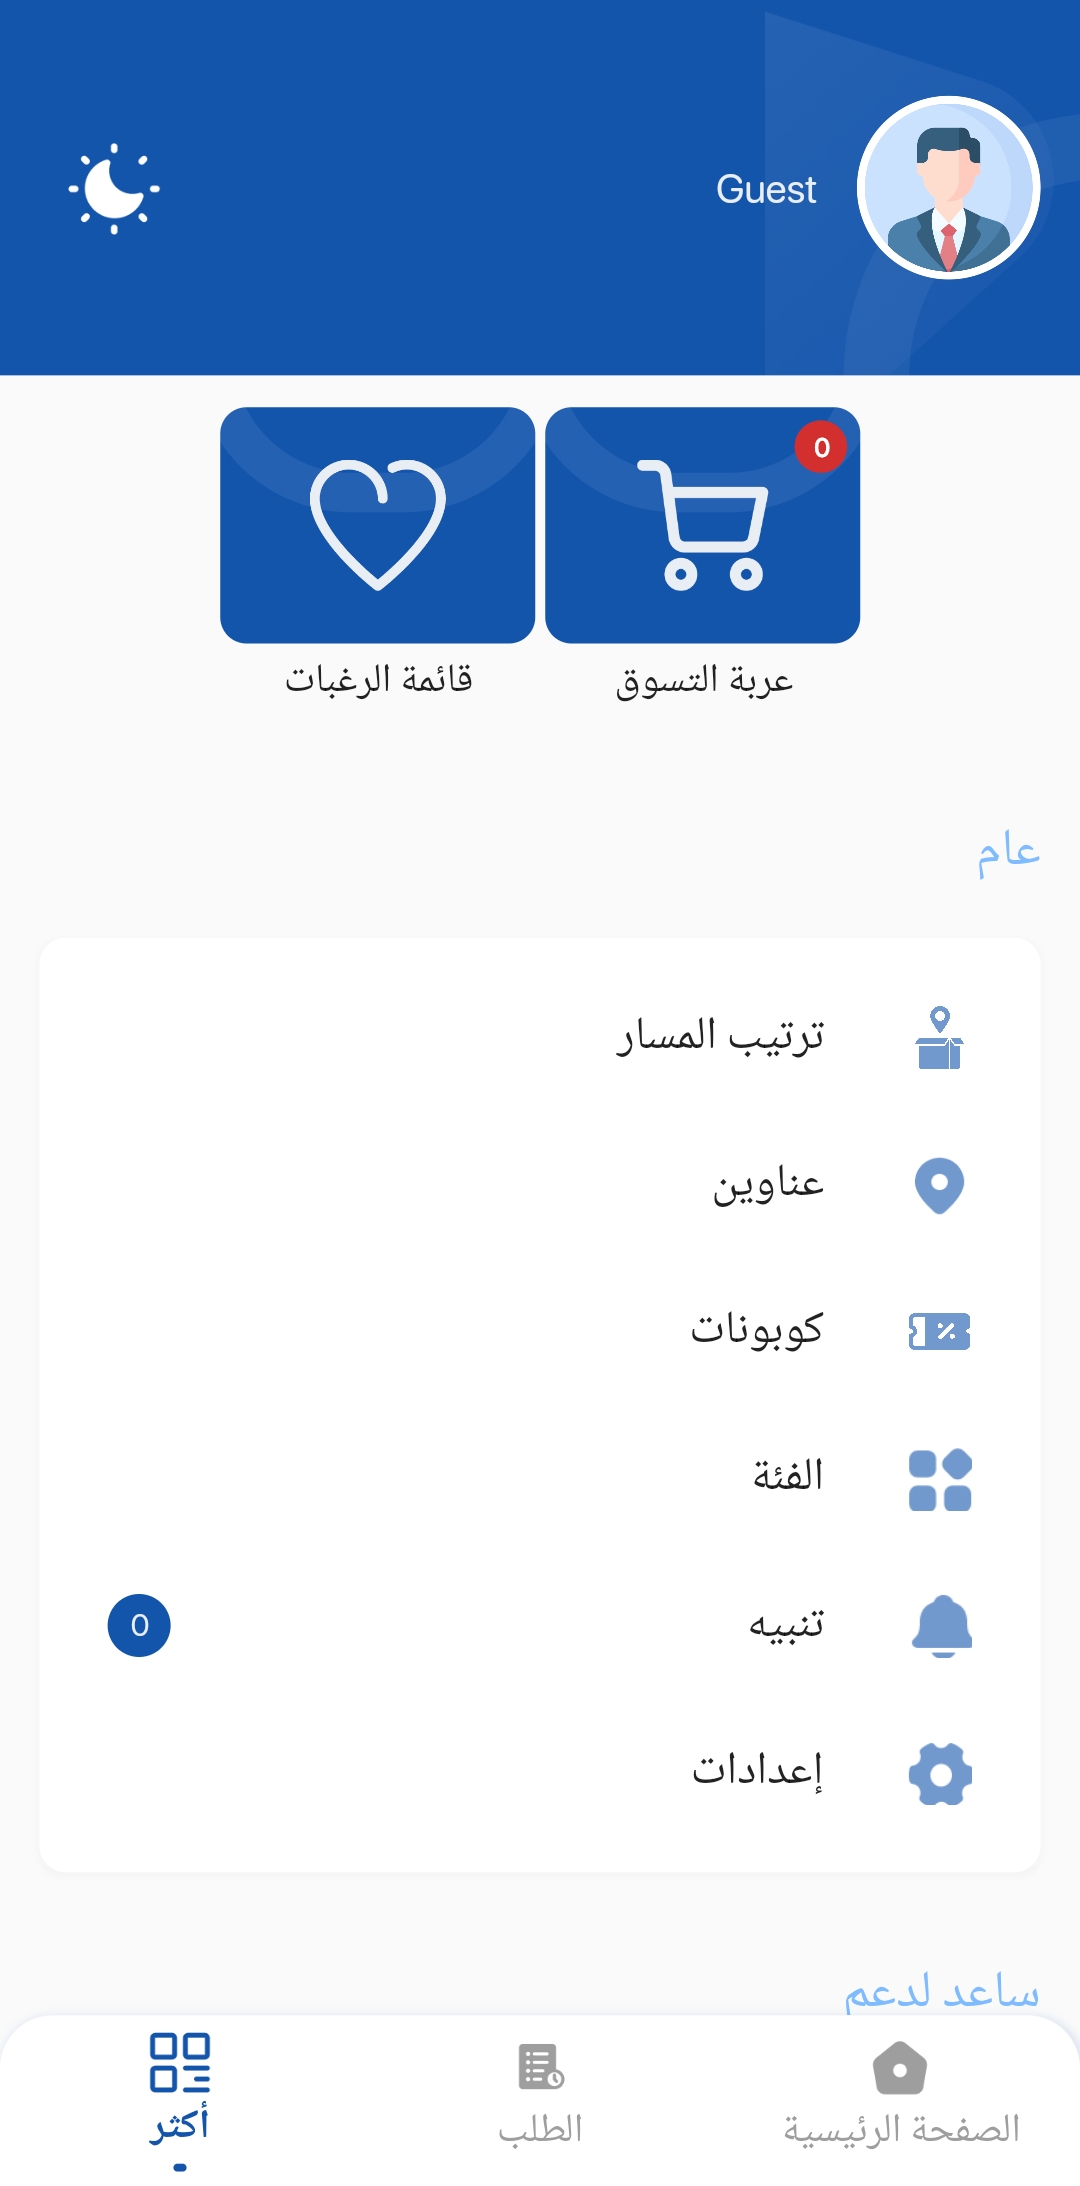 Guest
0
عربة التسوق
قائمة الرغبات
عام
ترتيب المسار
عناوين
كوبونات
الفئة
تنبيه
0
إعدادات
ساعد لدعم
الصفحة الرئيسية
الطلب
أكثر